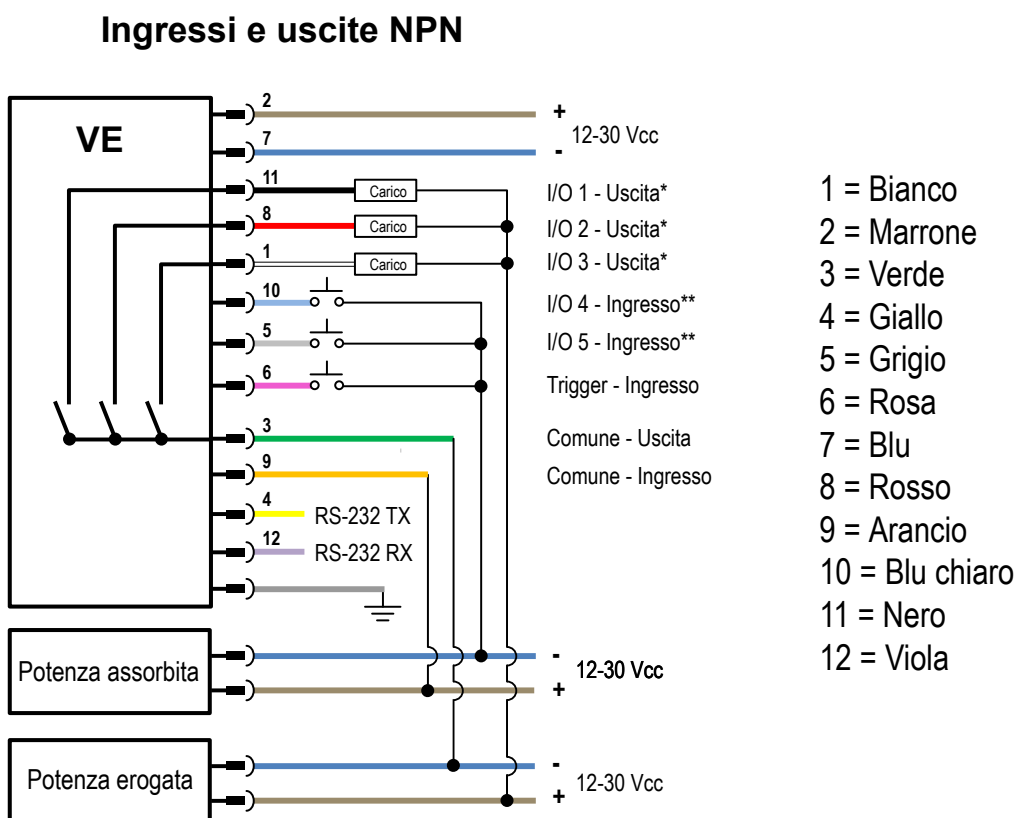 Ingressi e uscite NPN
VE
2
+
12-30 Vcc
7
-
11
Carico
I/O 1 - Uscita*
8
Carico
I/O 2 - Uscita*
1
Carico
I/O 3 - Uscita*
10
I/O 4 - Ingresso**
5
I/O 5 - Ingresso**
6
Trigger - Ingresso
3
Comune - Uscita
9
Comune - Ingresso
4
RS-232 TX
12
RS-232 RX
Potenza assorbita
-
12-30 Vcc
+
Potenza erogata
-
12-30 Vcc
+
1 = Bianco
2 = Marrone
3 = Verde
4 = Giallo
5 = Grigio
6 = Rosa
7 = Blu
8 = Rosso
9 = Arancio
10 = Blu chiaro
11 = Nero
12 = Viola